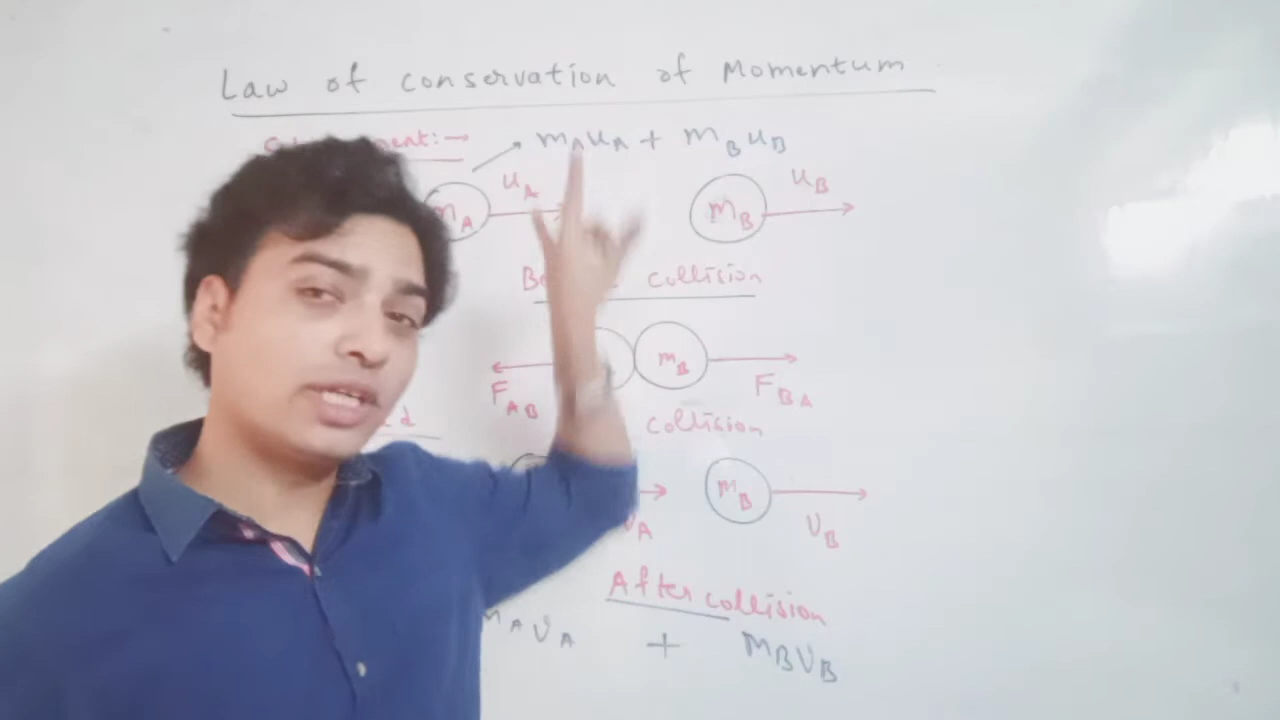 Law of conservation of Momentum
mAuA + mBuB
mA uA mB uB
collision
mB
FAB FBA
collision
mB
vA vB
After collision
mAvA + mBvB